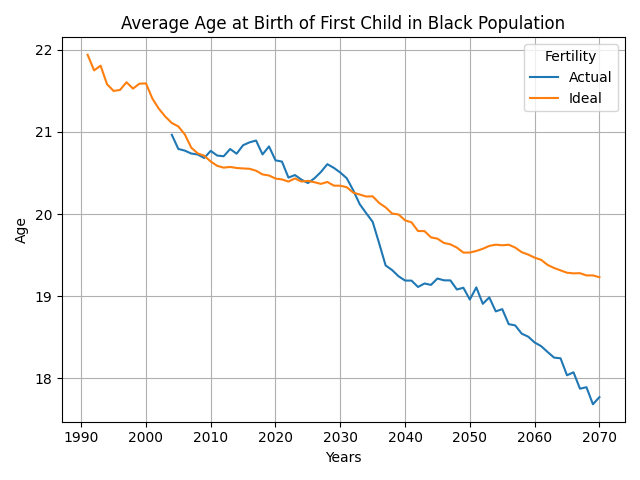 Average Age at Birth of First Child in Black Population
Fertility
Actual
Ideal
22
21
20
19
18
Age
1990 2000 2010 2020 2030 2040 2050 2060 2070
Years